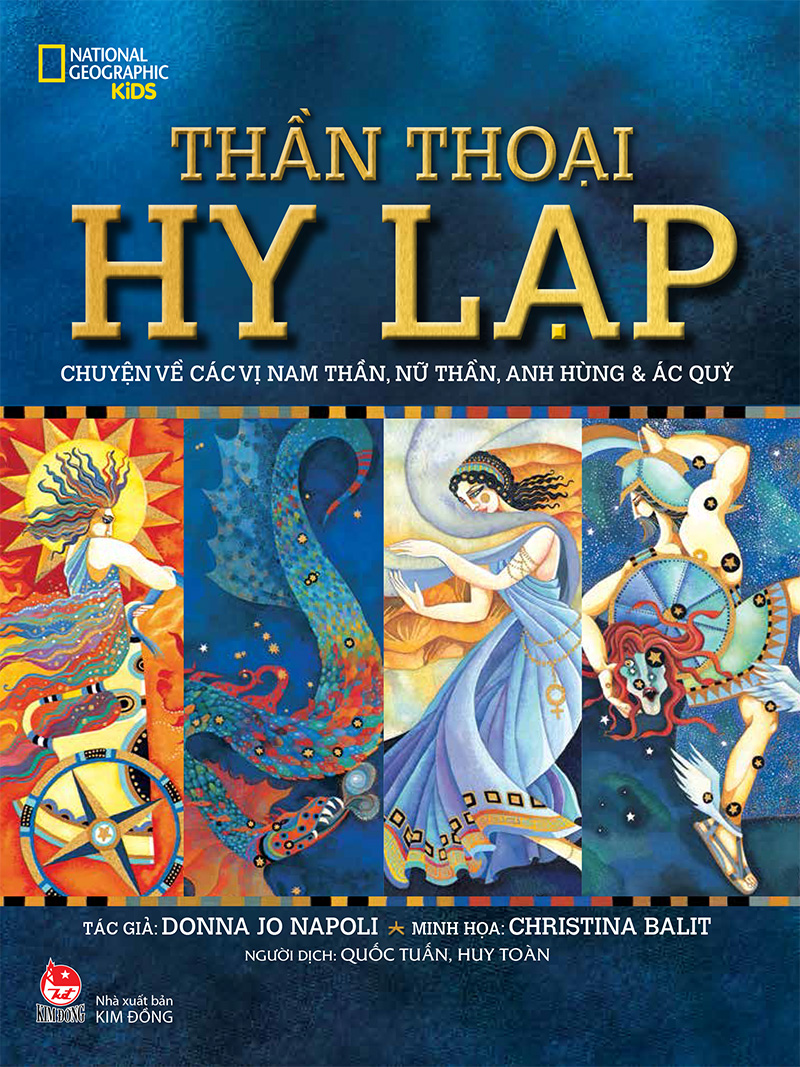 NATIONAL
GEOGRAPHIC
KiDS
THẦN THOẠI
HY LẠP
CHUYỆN VỀ CÁC VỊ NAM THẦN, NỮ THẦN, ANH HÙNG & ÁC QUỶ
TÁC GIẢ: DONNA JO NAPOLI ★ MINH HỌA: CHRISTINA BALIT
NGƯỜI DỊCH: QUỐC TUẤN, HUY TOÀN
KIM ĐỒNG
Nhà xuất bản
KIM ĐỒNG